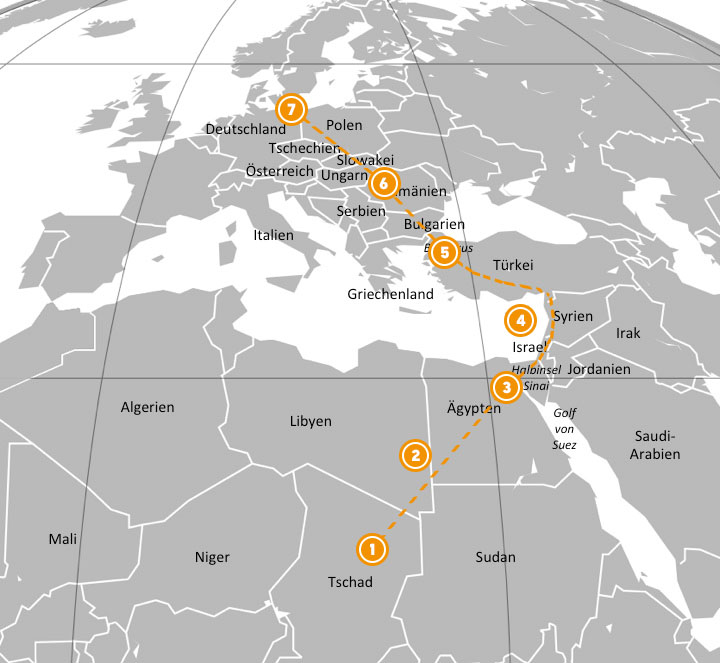 7
Deutschland
Polen
Tschechien
Slowakei
Österreich
Ungarn
6
mänien
Serbien
Bulgarien
Italien
5
Türkei
Griechenland
4
Syrien
Israel
Irak
Halbinsel
Sinai
Jordanien
3
Algerien
Ägypten
Libyen
Golf
von
Suez
Saudi-
Arabien
2
Mali
Niger
1
Sudan
Tschad